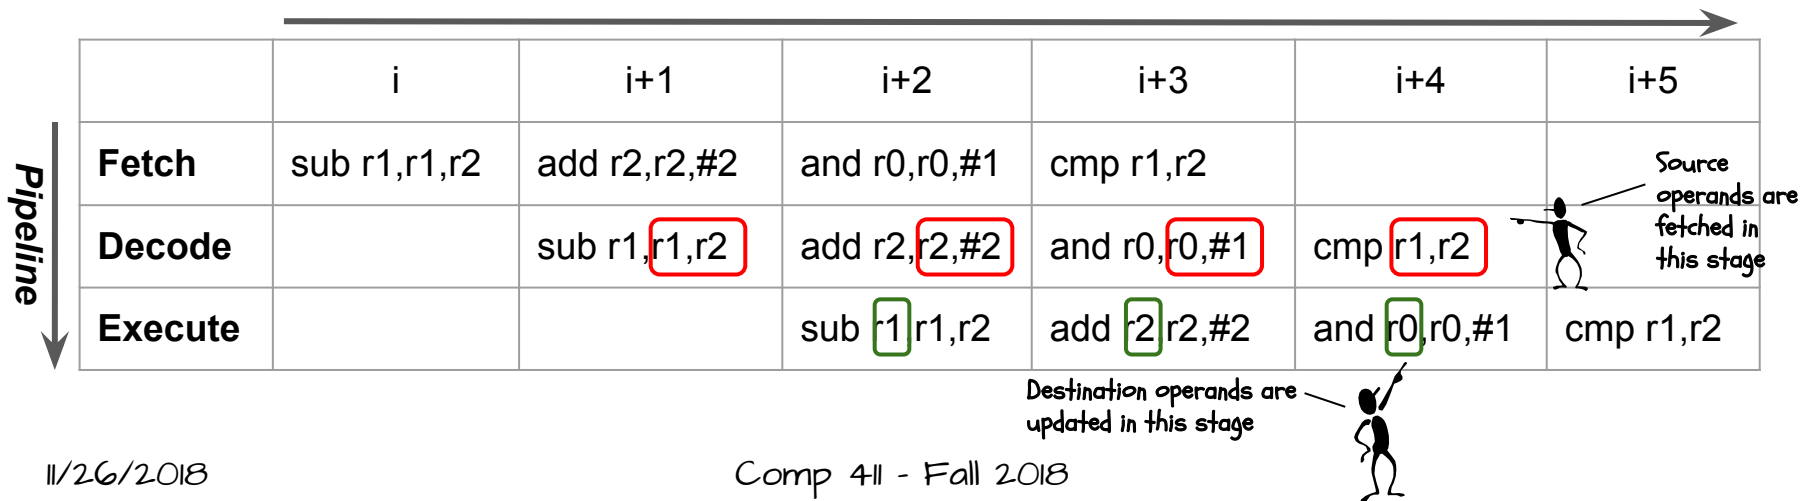 i i+1 i+2 i+3 i+4 i+5
Fetch sub r1,r1,r2 add r2,r2,#2 and r0,r0,#1 cmp r1,r2
Decode sub r1,r1,r2 add r2,r2,#2 and r0,r0,#1 cmp r1,r2
Execute sub r1,r1,r2 add r2,r2,#2 and r0,r0,#1 cmp r1,r2
Pipeline
Source
operands are
fetched in
this stage
Destination operands are
updated in this stage
11/26/2018
Comp 411 - Fall 2018